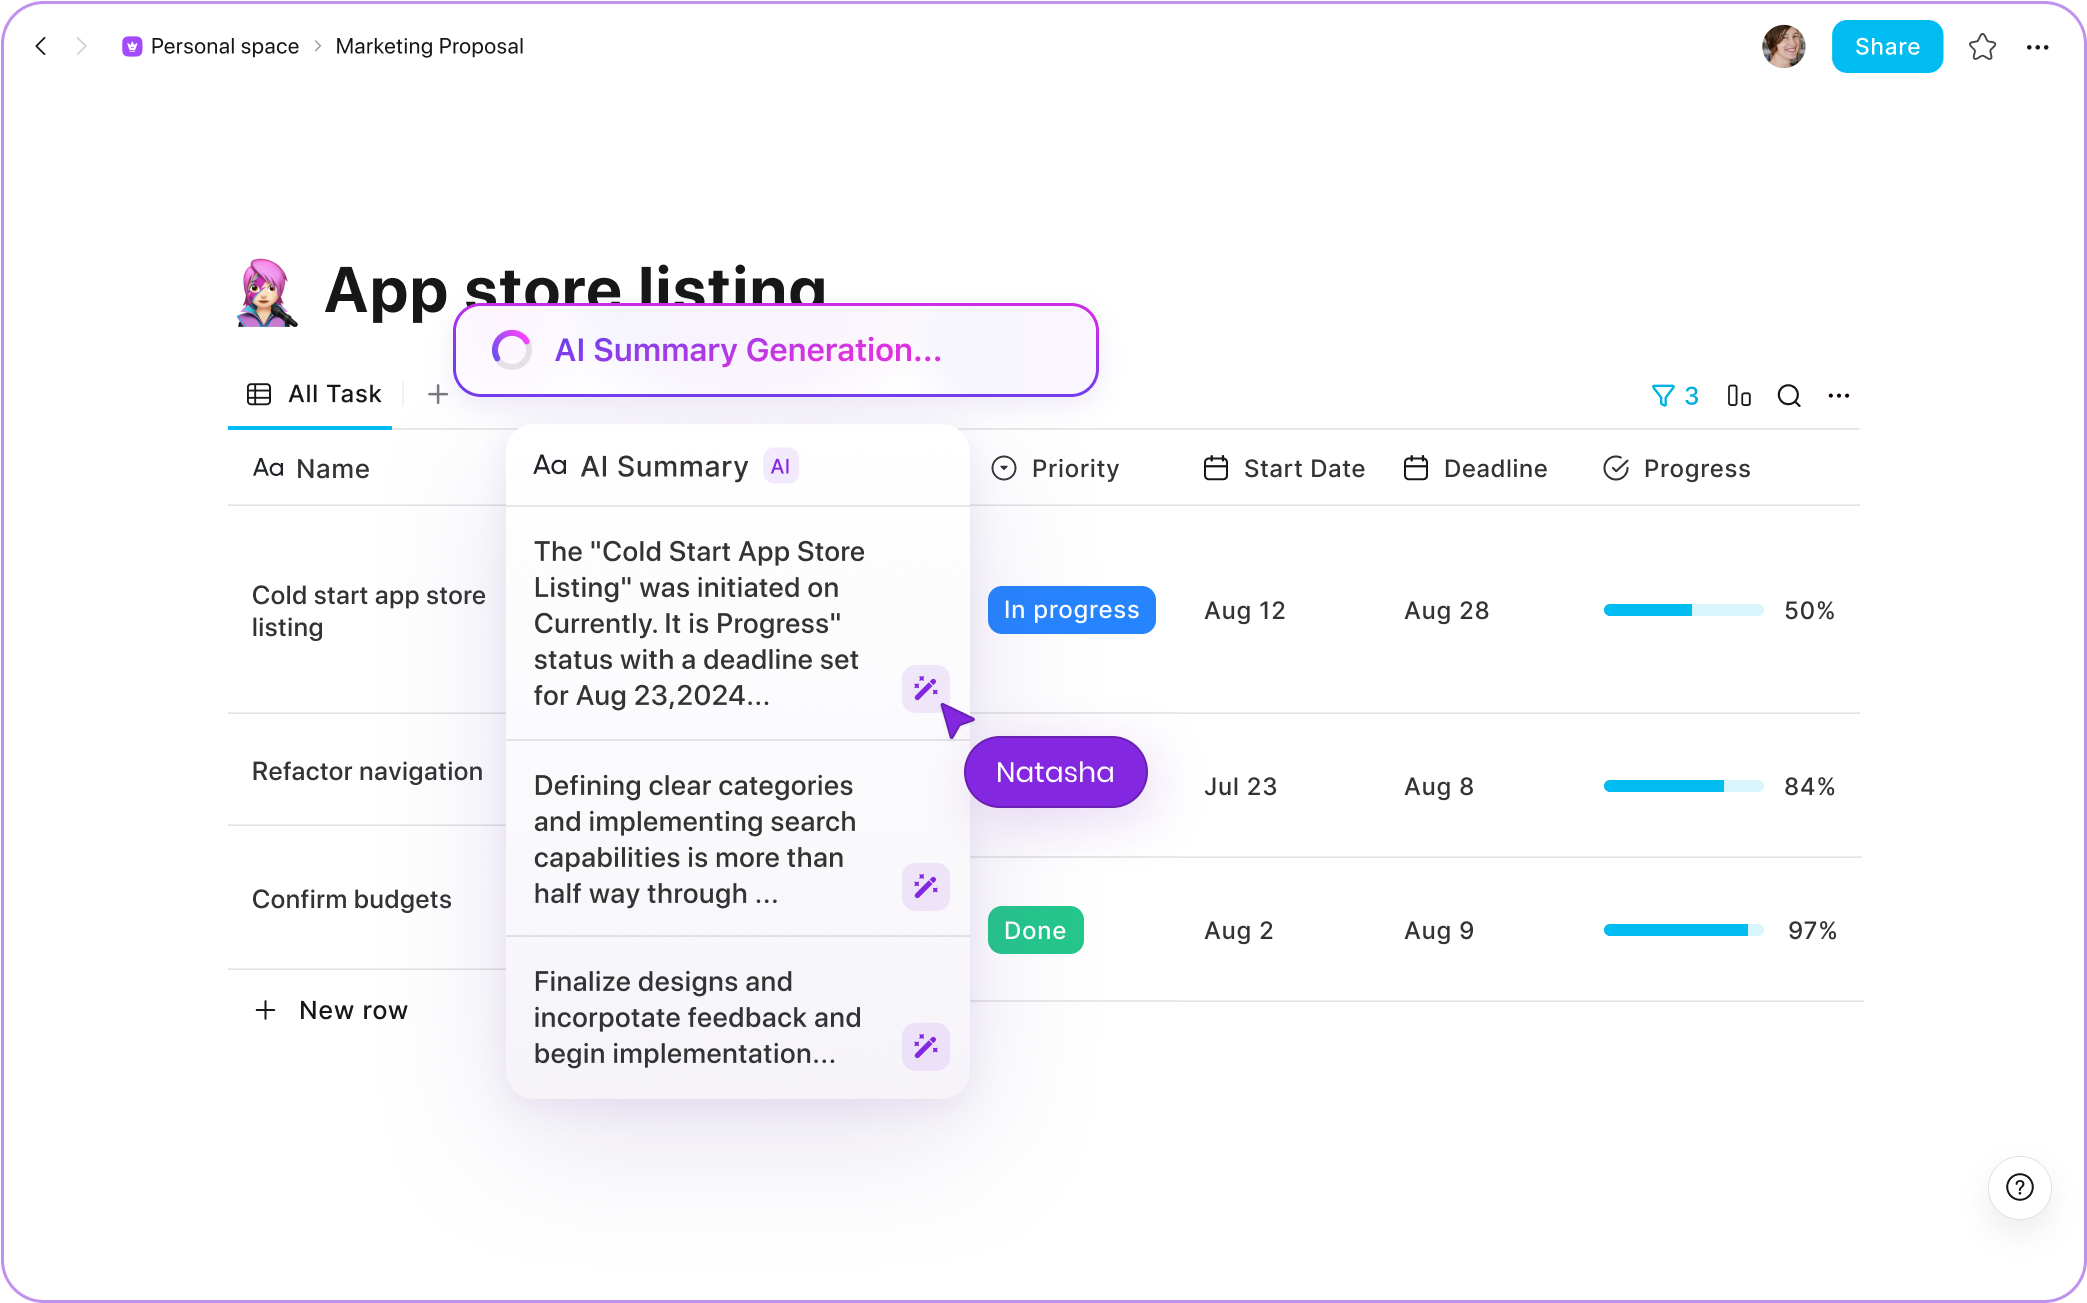 Personal space > Marketing Proposal
Share
App store listing
AI Summary Generation...
All Task
3
Aa Name
Aa AI Summary AI
Priority
Start Date
Deadline
Progress
Cold start app store
listing
The "Cold Start App Store
Listing" was initiated on
Currently. It is Progress"
status with a deadline set
for Aug 23,2024...
In progress
Aug 12
Aug 28
50%
Refactor navigation
Defining clear categories
and implementing search
capabilities is more than
half way through ...
Natasha
Jul 23
Aug 8
84%
Confirm budgets
Finalize designs and
incorpotate feedback and
begin implementation...
Done
Aug 2
Aug 9
97%
+ New row
?